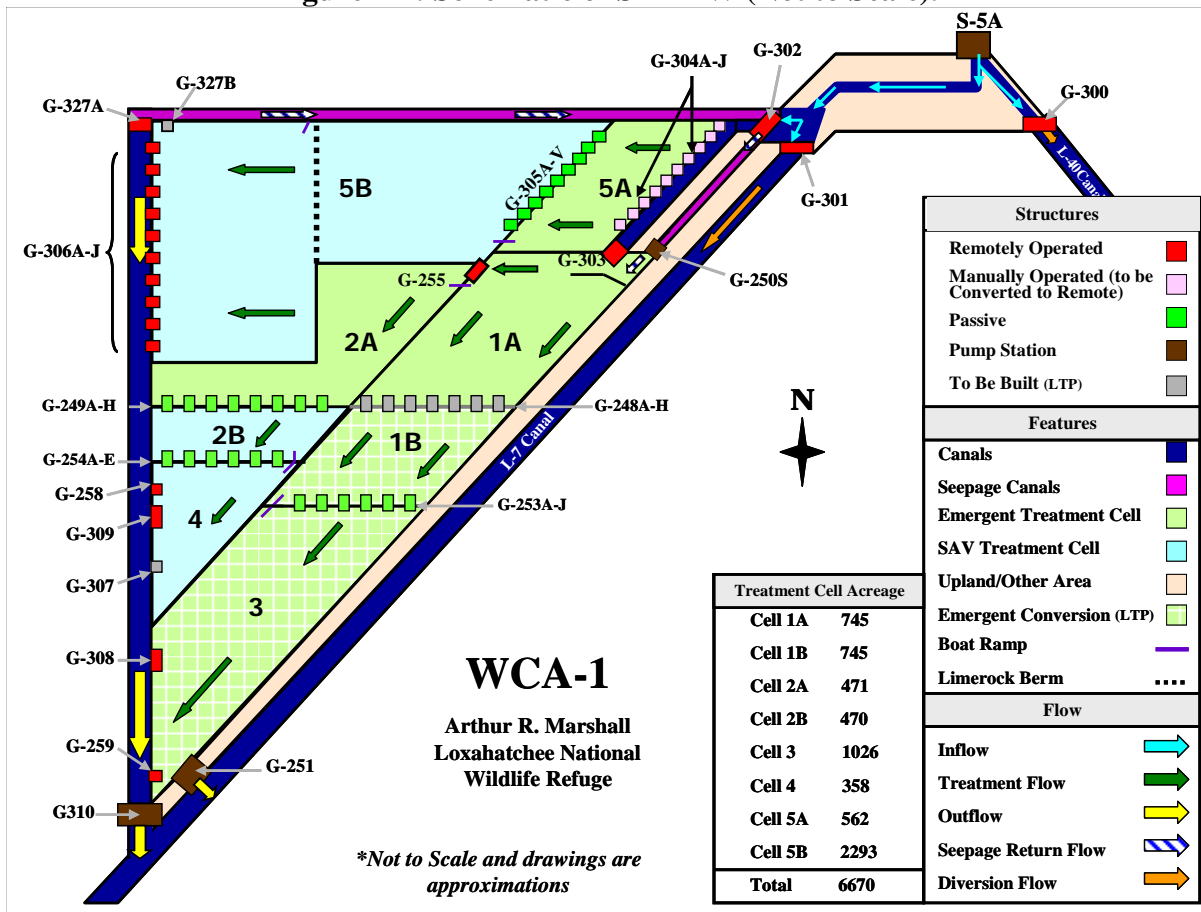 S-5A
G-302
G-304A-J
G-327B
G-327A
G-300
L-40Canal
G-305A-V
5B
5A
G-301
G-306A-J
G-303
G-255
G-250S
2A
1A
G-249A-H
G-248A-H
2B
1B
L-7 Canal
G-254A-E
G-258
G-253A-J
4
G-309
G-307
3
G-308
G-259
G-251
G310
N
WCA-1
Arthur R. Marshall
Loxahatchee National
Wildlife Refuge
*Not to Scale and drawings are
approximations
Treatment Cell Acreage
Cell 1A 745
Cell 1B 745
Cell 2A 471
Cell 2B 470
Cell 3 1026
Cell 4 358
Cell 5A 562
Cell 5B 2293
Total 6670
Structures
Remotely Operated
Manually Operated (to be
Converted to Remote)
Passive
Pump Station
To Be Built (LTP)
Features
Canals
Seepage Canals
Emergent Treatment Cell
SAV Treatment Cell
Upland/Other Area
Emergent Conversion (LTP)
Boat Ramp
Limerock Berm
Flow
Inflow
Treatment Flow
Outflow
Seepage Return Flow
Diversion Flow